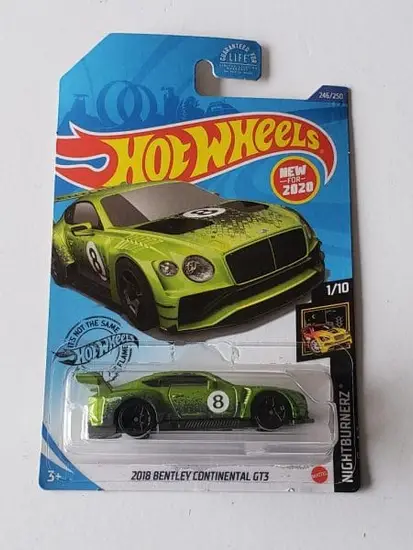 GUARANTEED FOR
LIFE
246/250
HOT WHEELS
NEW
FOR
2020
8
1/10
IT'S NOT THE SAME
HOT WHEELS
8
NIGHTBURNERZ
3+
2018 BENTLEY CONTINENTAL GT3
MATTEL